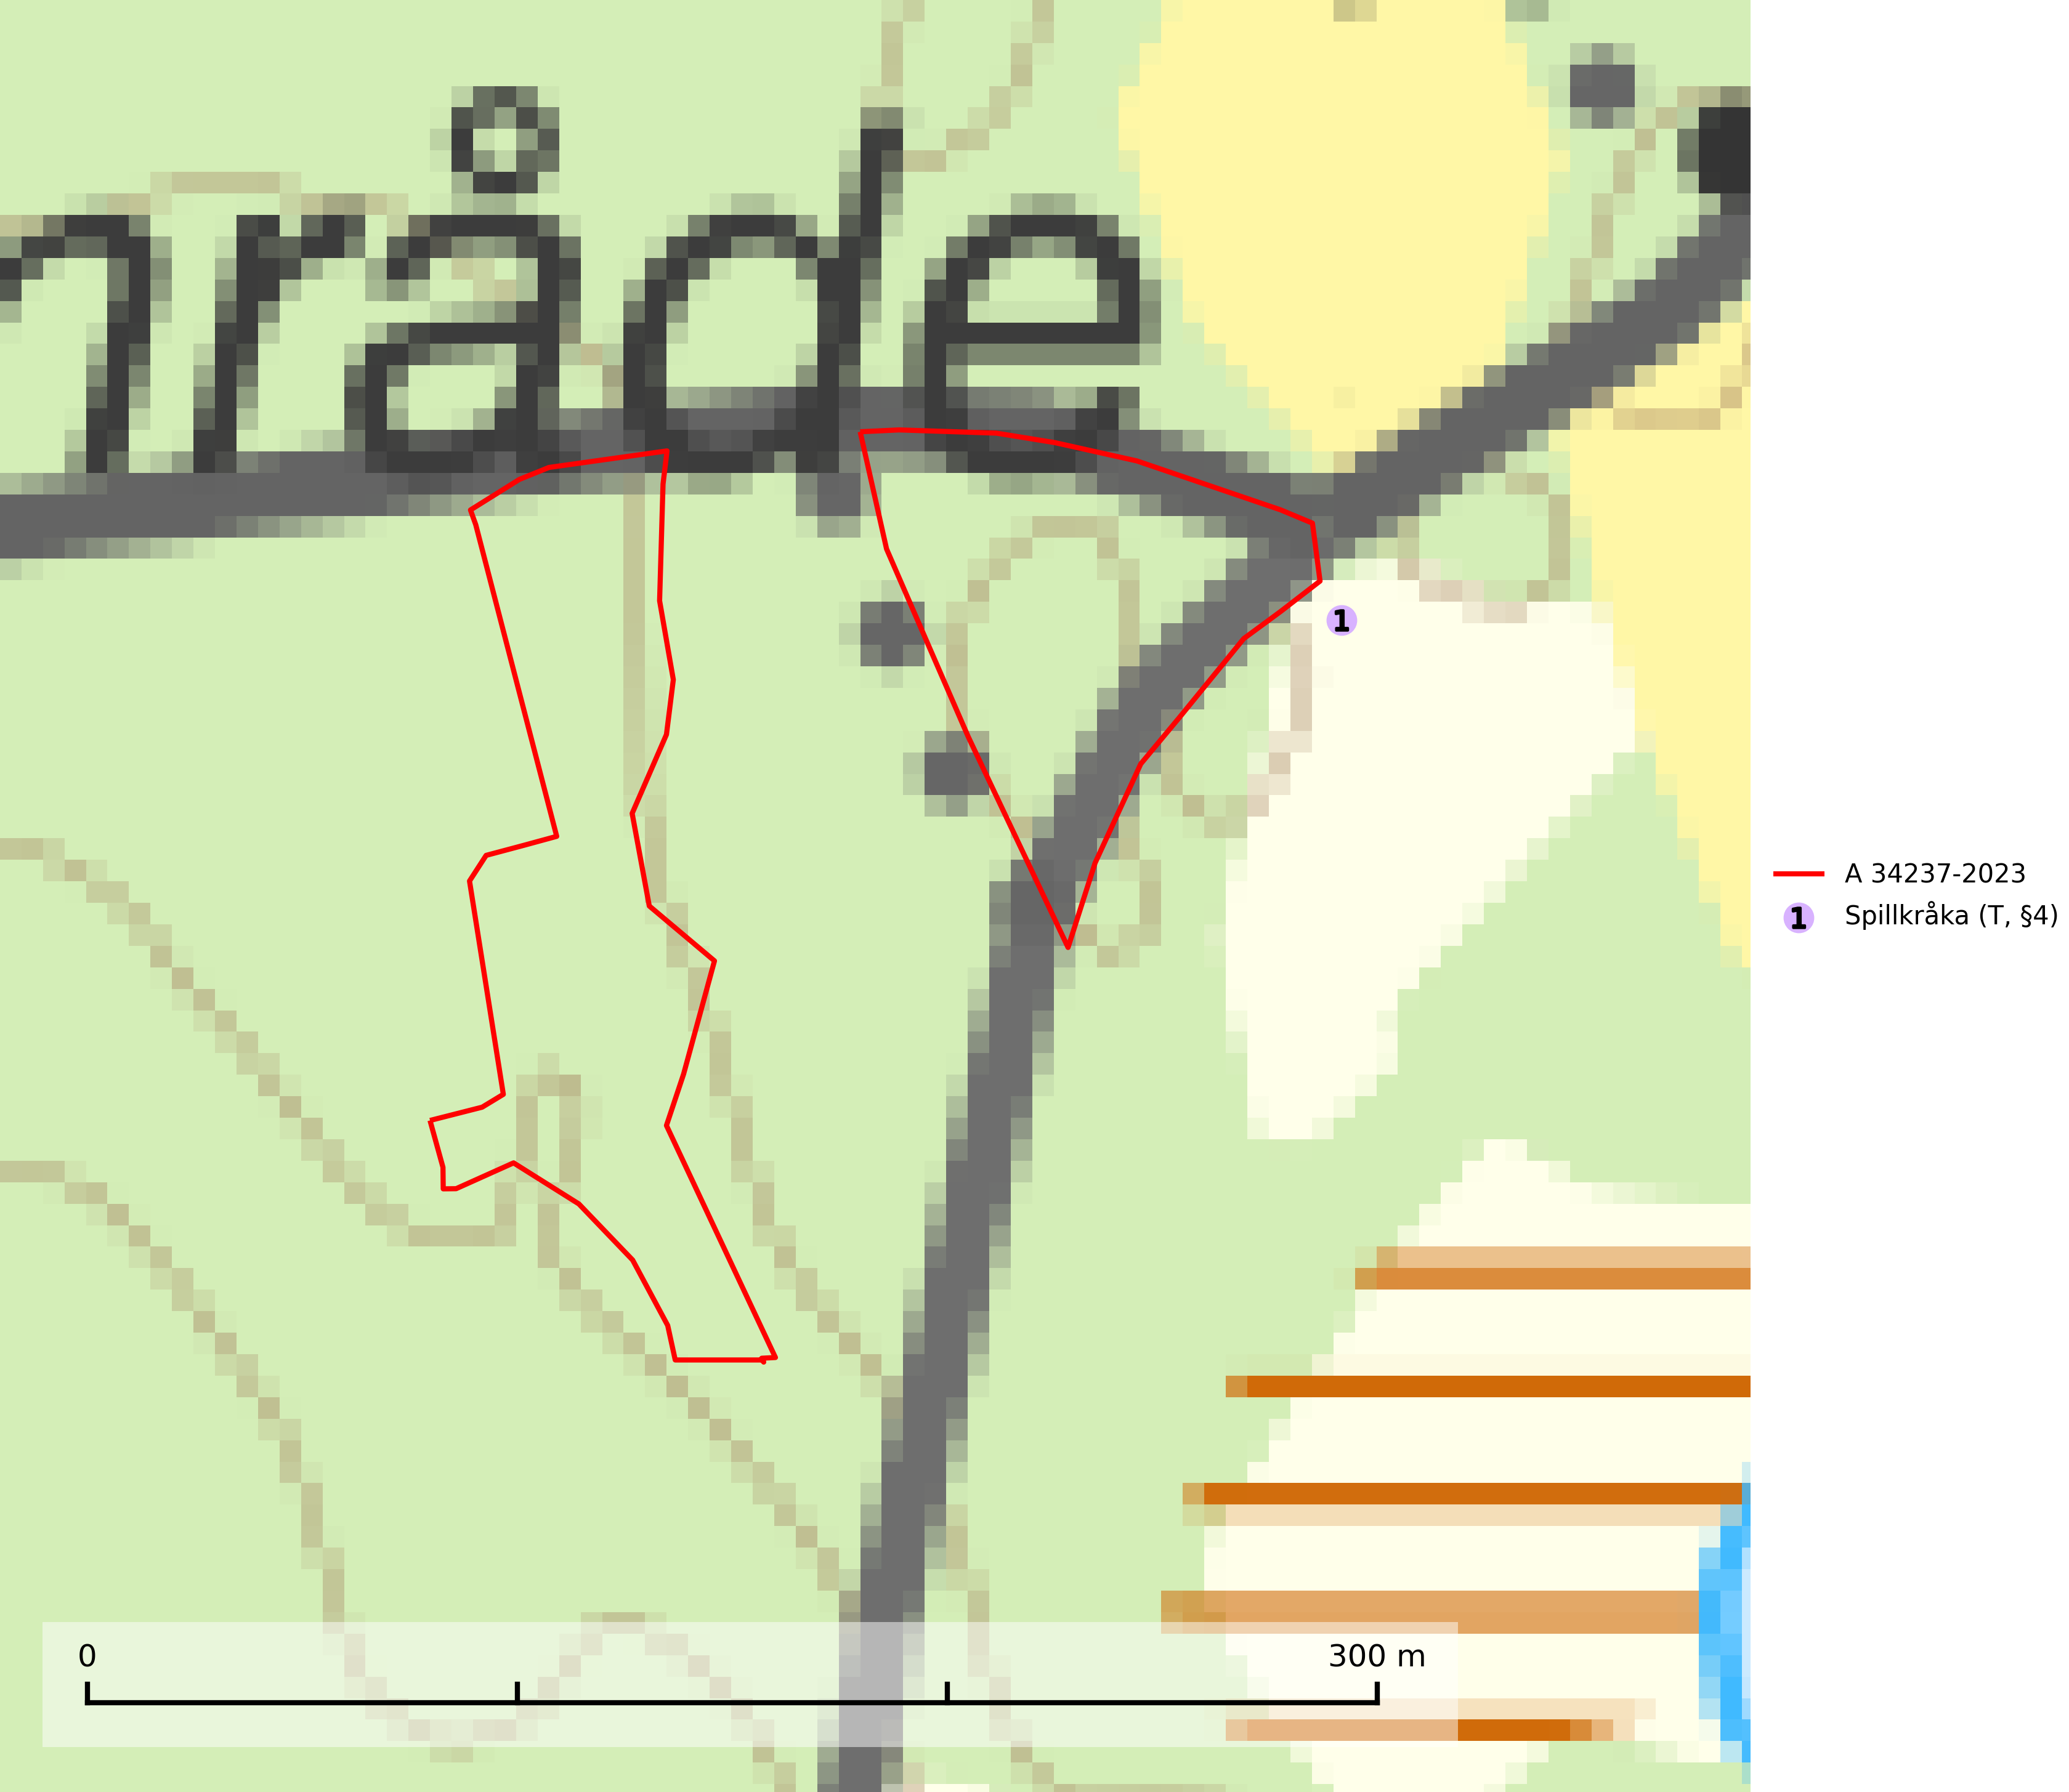 råde
1
A 34237-2023
1 Spillkråka (T, §4)
0 300 m